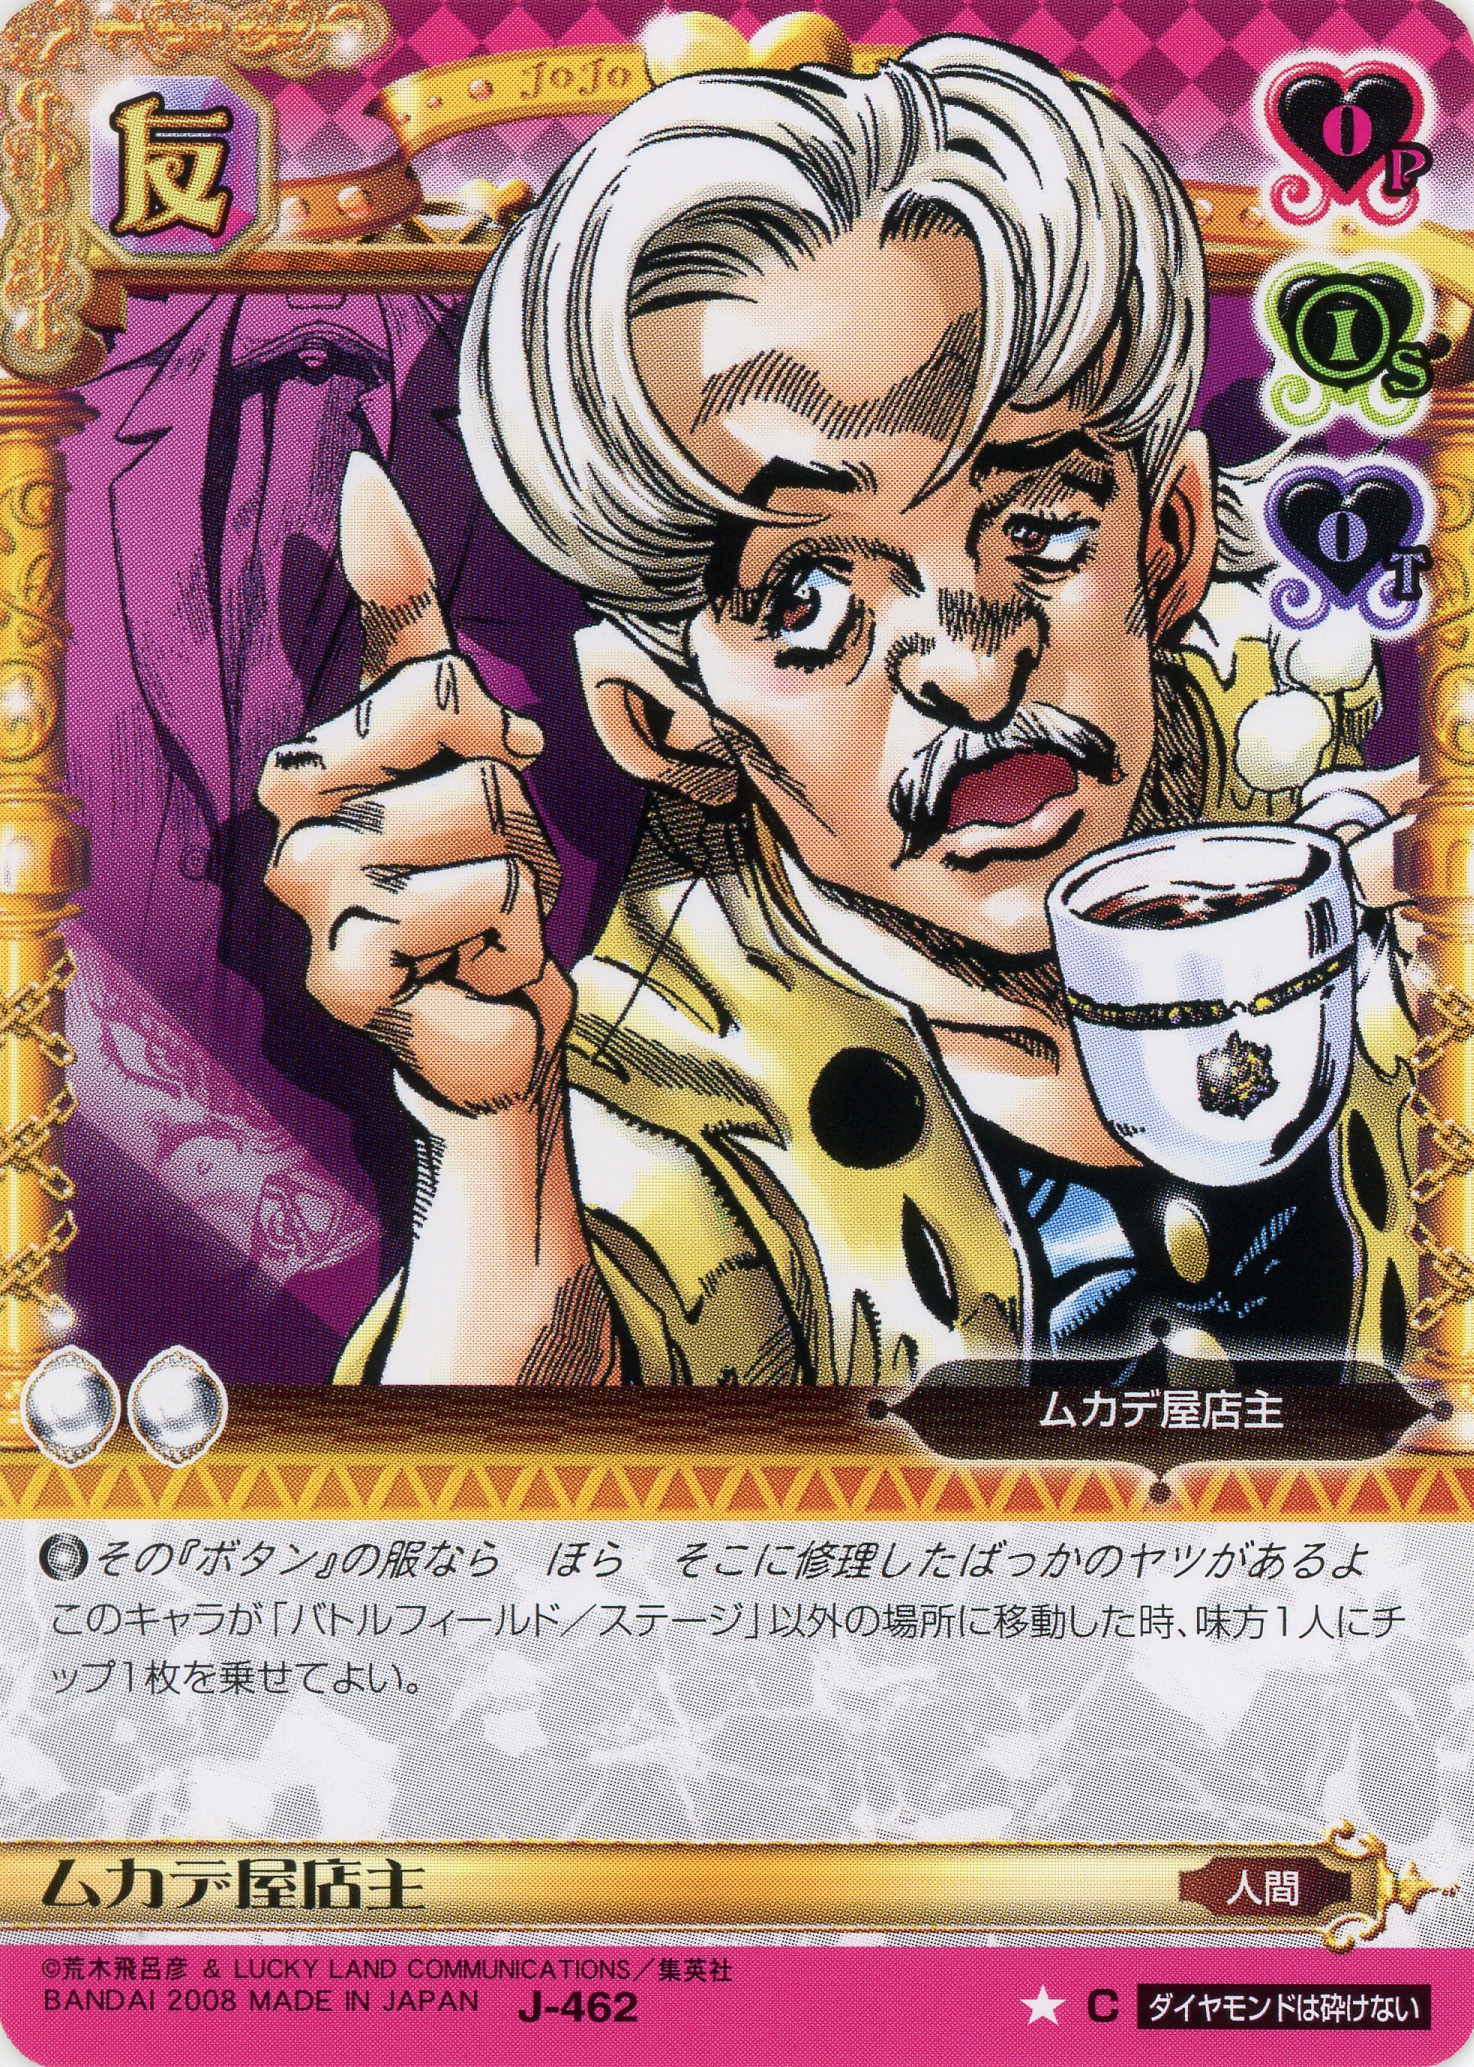 JoJo
友
0 P
1 S
0 T
ムカデ屋店主
その『ボタン』の服なら　ほら　そこに修理したばっかのヤツがあるよ
このキャラが「バトルフィールド／ステージ」以外の場所に移動した時、味方1人にチ
ップ1枚を乗せてよい。
ムカデ屋店主
人間
©荒木飛呂彦 & LUCKY LAND COMMUNICATIONS／集英社
BANDAI 2008 MADE IN JAPAN J-462
★ C ダイヤモンドは砕けない